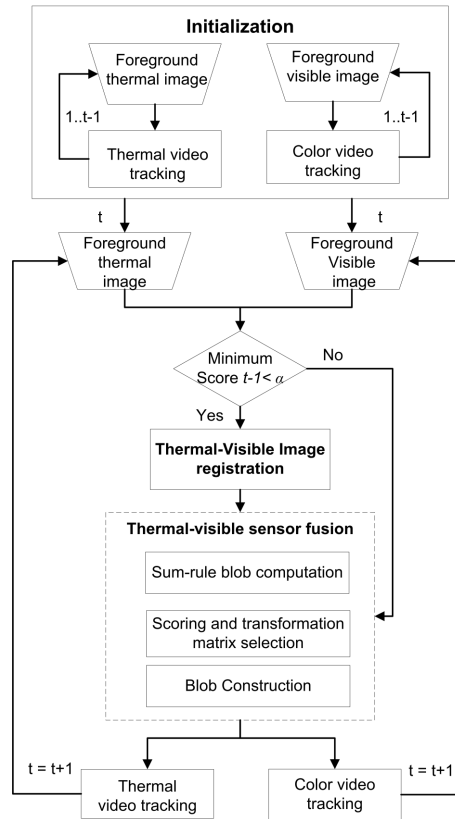 Initialization
Foreground
thermal image
Foreground
visible image
1..t-1
1..t-1
Thermal video
tracking
Color video
tracking
t
t
Foreground
thermal
image
Foreground
Visible
image
Minimum
Score t-1< α
No
Yes
Thermal-Visible Image
registration
Thermal-visible sensor fusion
Sum-rule blob computation
Scoring and transformation
matrix selection
Blob Construction
t = t+1
t = t+1
Thermal
video tracking
Color video
tracking